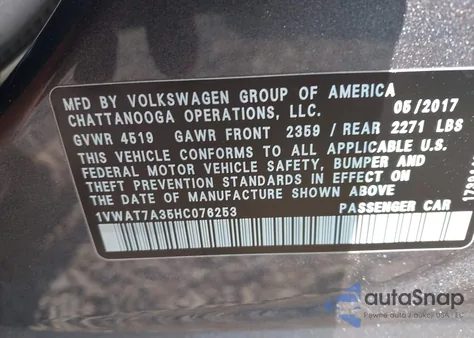 MFD BY VOLKSWAGEN GROUP OF AMERICA
CHATTANOOGA OPERATIONS, LLC. 05/2017
GVWR 4519 GAWR FRONT 2359 / REAR 2271 LBS
THIS VEHICLE CONFORMS TO ALL APPLICABLE U.S.
FEDERAL MOTOR VEHICLE SAFETY, BUMPER AND
THEFT PREVENTION STANDARDS IN EFFECT ON THE
DATE OF MANUFACTURE SHOWN ABOVE.
1VWAT7A35HC076253 PASSENGER CAR
autoSnap